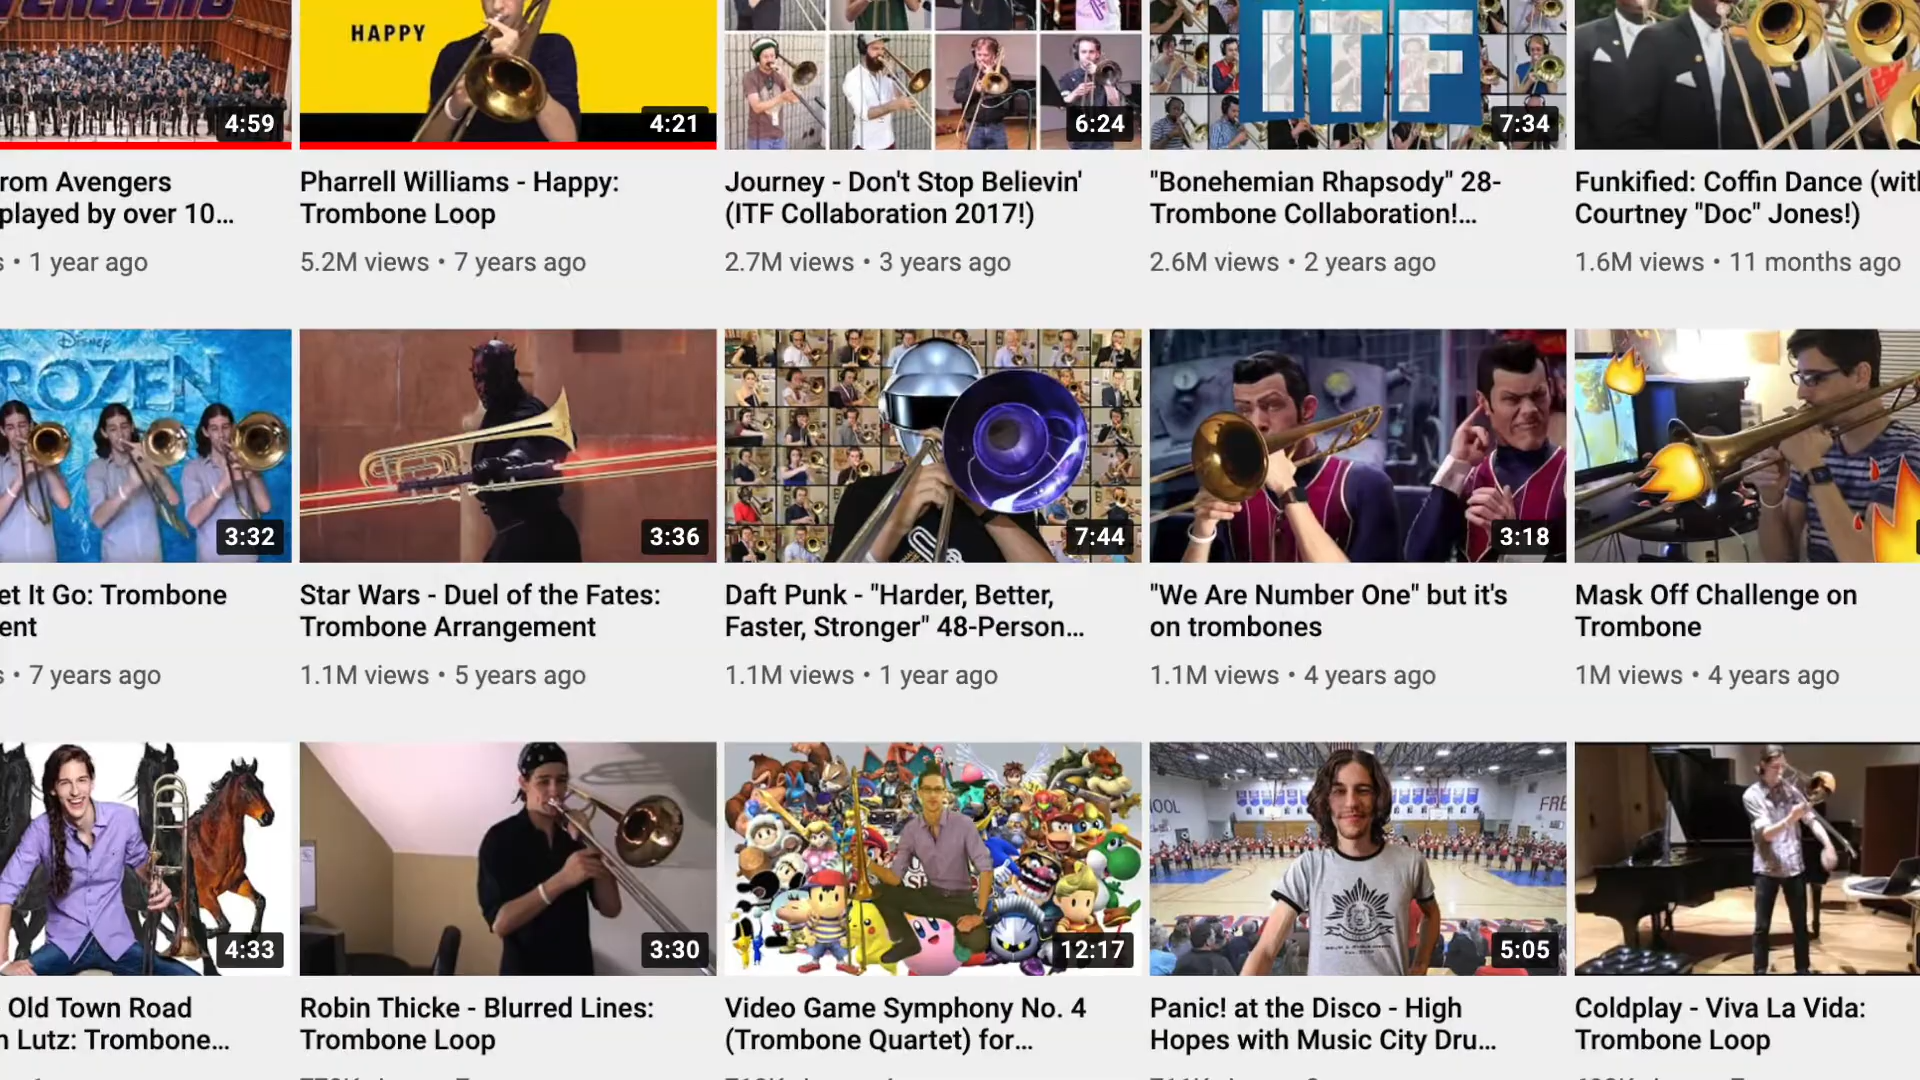 AVENGERS
HAPPY
ITF
4:59
4:21
6:24
7:34
rom Avengers
played by over 10...
s • 1 year ago
Pharrell Williams - Happy:
Trombone Loop
5.2M views • 7 years ago
Journey - Don't Stop Believin'
(ITF Collaboration 2017!)
2.7M views • 3 years ago
"Bonehemian Rhapsody" 28-
Trombone Collaboration!...
2.6M views • 2 years ago
Funkified: Coffin Dance (wit
Courtney "Doc" Jones!)
1.6M views • 11 months ago
Disney
ROZEN
3:32
3:36
7:44
3:18
et It Go: Trombone
ent
s • 7 years ago
Star Wars - Duel of the Fates:
Trombone Arrangement
1.1M views • 5 years ago
Daft Punk - "Harder, Better,
Faster, Stronger" 48-Person...
1.1M views • 1 year ago
"We Are Number One" but it's
on trombones
1.1M views • 4 years ago
Mask Off Challenge on
Trombone
1M views • 4 years ago
OOL
FRE
4:33
3:30
12:17
5:05
Old Town Road
n Lutz: Trombone...
Robin Thicke - Blurred Lines:
Trombone Loop
Video Game Symphony No. 4
(Trombone Quartet) for...
Panic! at the Disco - High
Hopes with Music City Dru...
Coldplay - Viva La Vida:
Trombone Loop